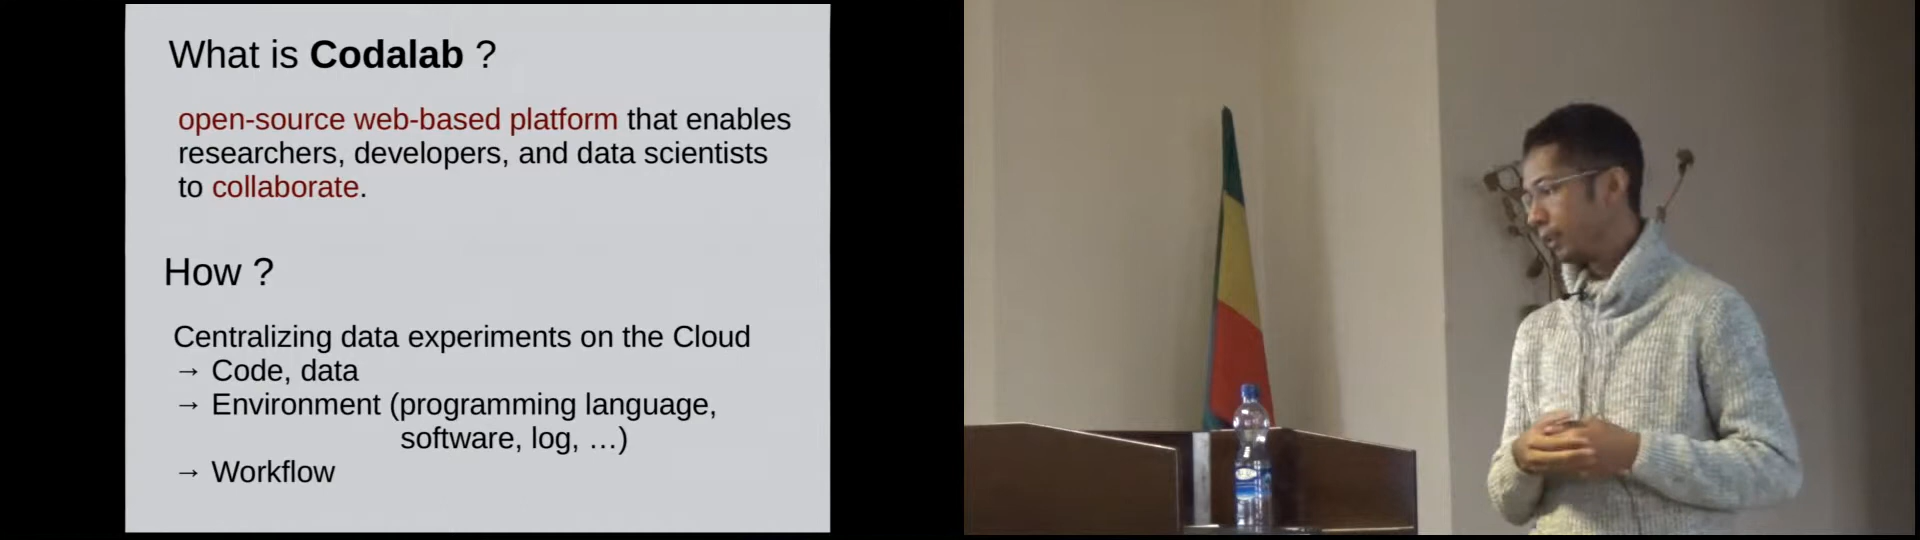 What is Codalab ?
open-source web-based platform that enables
researchers, developers, and data scientists
to collaborate.
How ?
Centralizing data experiments on the Cloud
→ Code, data
→ Environment (programming language,
software, log, …)
→ Workflow